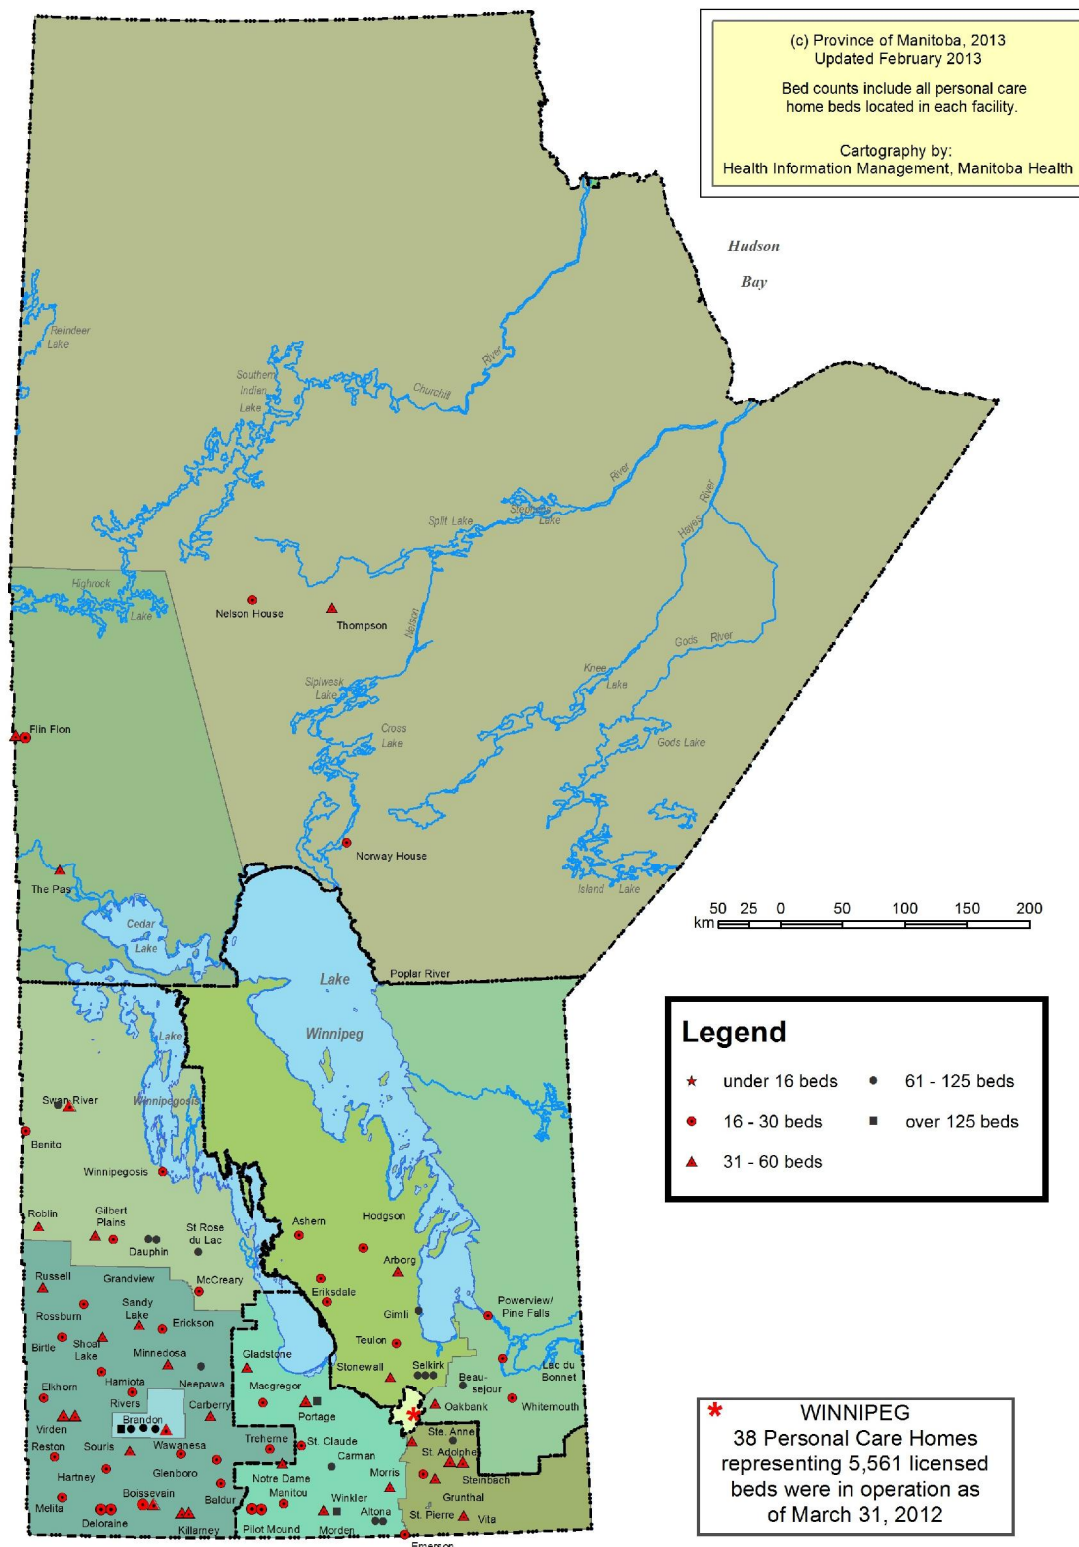 (c) Province of Manitoba, 2013
Updated February 2013
Bed counts include all personal care
home beds located in each facility.
Cartography by:
Health Information Management, Manitoba Health
Hudson
Bay
Reindeer
Lake
Southern
Indian
Lake
Churchill
River
River
Stephens
Lake
Split Lake
Hayes
River
Highrock
Lake
Nelson House
Thompson
Nelson
Gods River
Knee
Lake
Sipiwesk
Lake
Cross
Lake
Gods Lake
Flin Flon
Norway House
Island Lake
The Pas
Cedar
Lake
50 25 0 50 100 150 200
km
Poplar River
Lake
Winnipeg
Lake
Winnipegosis
Legend
under 16 beds
61 - 125 beds
16 - 30 beds
over 125 beds
31 - 60 beds
Swan River
Benito
Winnipegosis
Roblin
Gilbert
Plains
Dauphin
St Rose
du Lac
Ashern
Hodgson
Arborg
Russell
Grandview
McCreary
Eriksdale
Rossburn
Sandy
Lake
Erickson
Gimli
Powerview/
Pine Falls
Birtle
Shoal
Lake
Minnedosa
Neepawa
Gladstone
Teulon
Stonewall
Selkirk
Beau-
sejour
Lac du
Bonnet
Elkhorn
Hamiota
Rivers
Carberry
Macgregor
Portage
Oakbank
Whitemouth
Virden
Brandon
Ste. Anne
Reston
Souris
Wawanesa
Treherne
St. Claude
St. Adolphe
Hartney
Glenboro
Notre Dame
Carman
Steinbach
Melita
Boissevain
Baldur
Manitou
Winkler
Morris
Grunthal
Deloraine
Killarney
Pilot Mound
Morden
Altona
St. Pierre
Vita
Emerson
WINNIPEG
38 Personal Care Homes
representing 5,561 licensed
beds were in operation as
of March 31, 2012